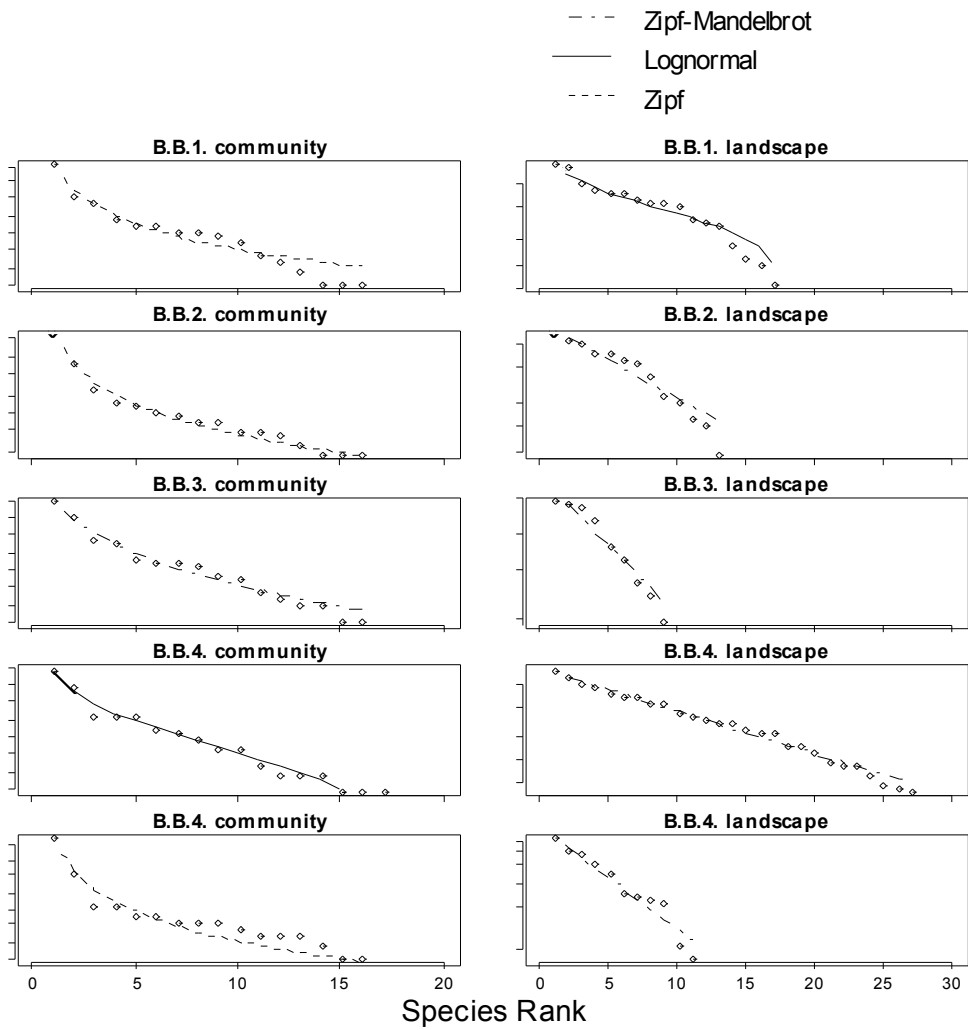 Zipf-Mandelbrot
Lognormal
Zipf
B.B.1. community
B.B.1. landscape
B.B.2. community
B.B.2. landscape
B.B.3. community
B.B.3. landscape
B.B.4. community
B.B.4. landscape
B.B.4. community
B.B.4. landscape
0 5 10 15 20
0 5 10 15 20 25 30
Species Rank